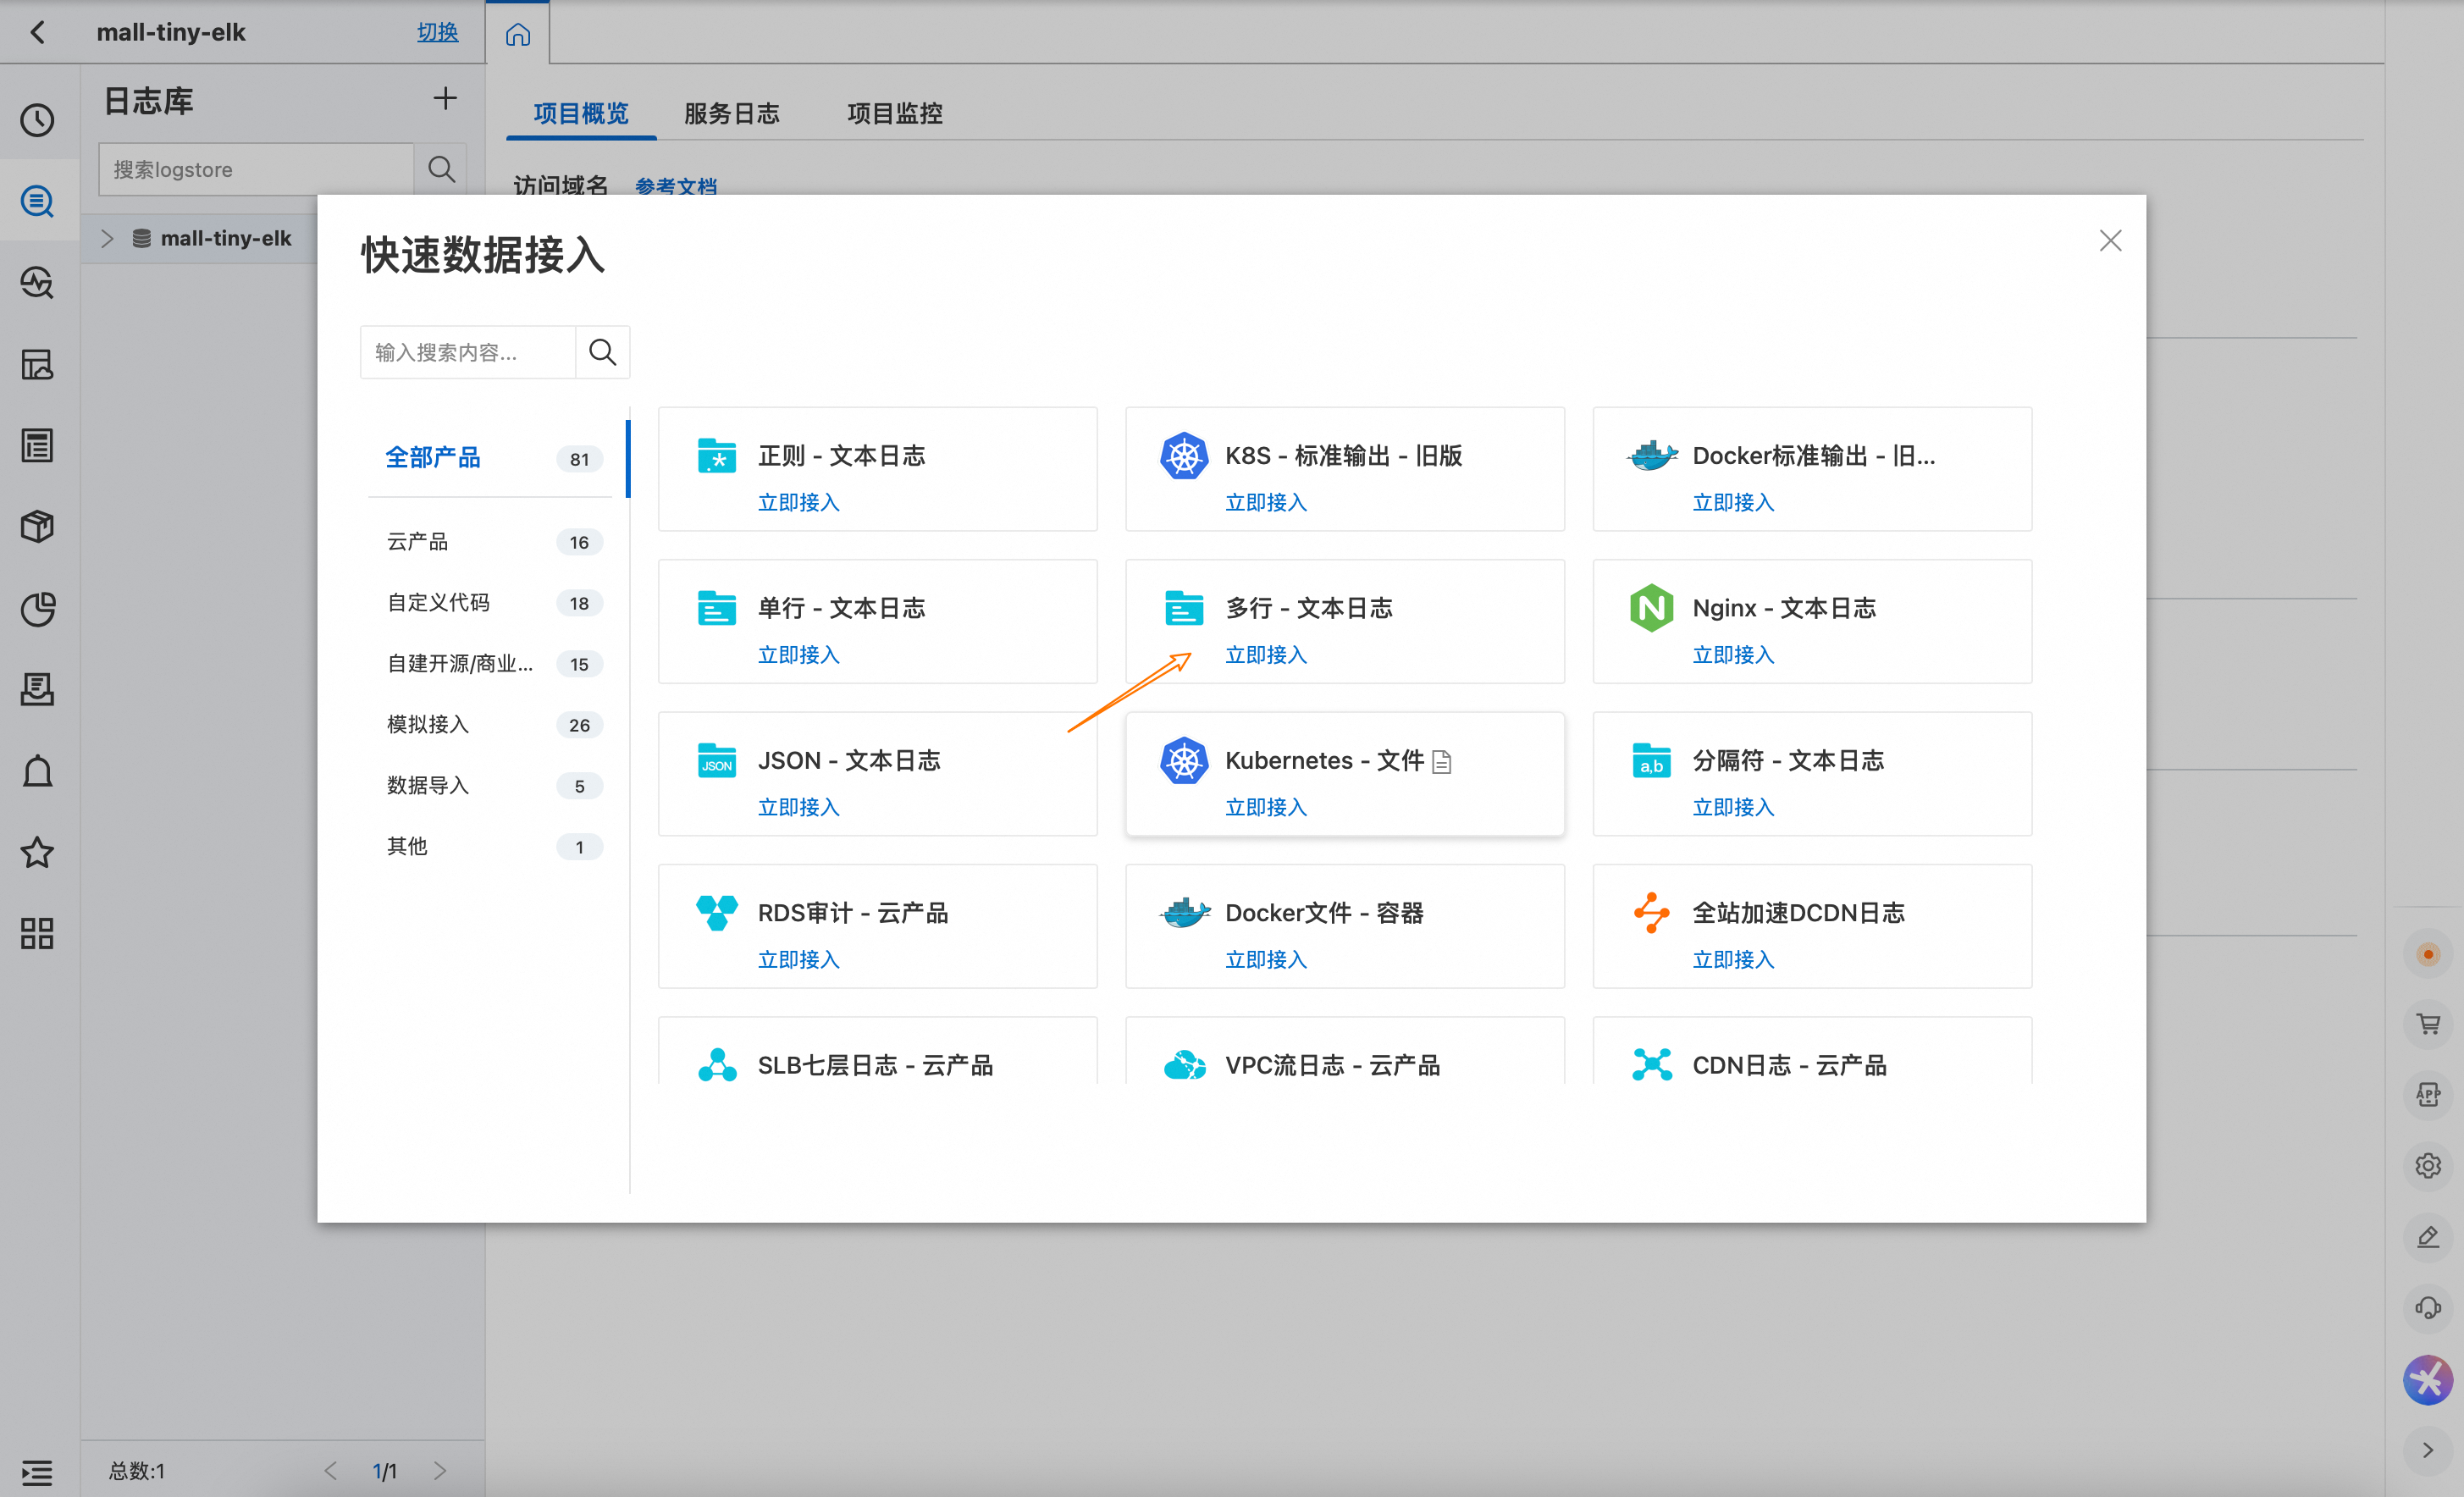 mall-tiny-elk
切换
日志库
搜索logstore
mall-tiny-elk
总数:1
1/1
项目概览
服务日志
项目监控
访问域名
参考文档
快速数据接入
输入搜索内容...
全部产品 81
云产品 16
自定义代码 18
自建开源/商业... 15
模拟接入 26
数据导入 5
其他 1
正则 - 文本日志
立即接入
K8S - 标准输出 - 旧版
立即接入
Docker标准输出 - 旧...
立即接入
单行 - 文本日志
立即接入
多行 - 文本日志
立即接入
Nginx - 文本日志
立即接入
JSON
JSON - 文本日志
立即接入
Kubernetes - 文件
立即接入
a,b
分隔符 - 文本日志
立即接入
RDS审计 - 云产品
立即接入
Docker文件 - 容器
立即接入
全站加速DCDN日志
立即接入
SLB七层日志 - 云产品
VPC流日志 - 云产品
CDN日志 - 云产品
APP